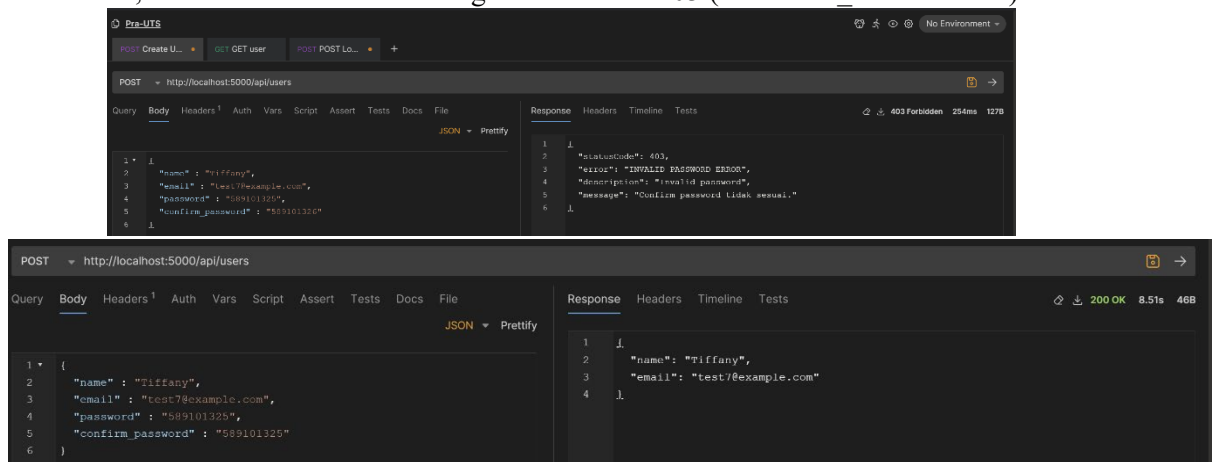 Pra-UTS
No Environment
POST Create U... GET GET user POST POST Lo... +
POST http://localhost:5000/api/users
Query Body Headers 1 Auth Vars Script Assert Tests Docs File
JSON Prettify
Response Headers Timeline Tests 403 Forbidden 254ms 127B
1 {
2 "name" : "Tiffany",
3 "email" : "test7@example.com",
4 "password" : "589101325",
5 "confirm_password" : "589101326"
6 }
1 {
2 "statusCode": 403,
3 "error": "INVALID PASSWORD ERROR",
4 "description": "Invalid password",
5 "message": "Confirm password tidak sesuai."
6 }
POST http://localhost:5000/api/users
Query Body Headers 1 Auth Vars Script Assert Tests Docs File
JSON Prettify
Response Headers Timeline Tests 200 OK 8.51s 46B
1 {
2 "name" : "Tiffany",
3 "email" : "test7@example.com",
4 "password" : "589101325",
5 "confirm_password" : "589101325"
6 }
1 {
2 "name": "Tiffany",
3 "email": "test7@example.com"
4 }